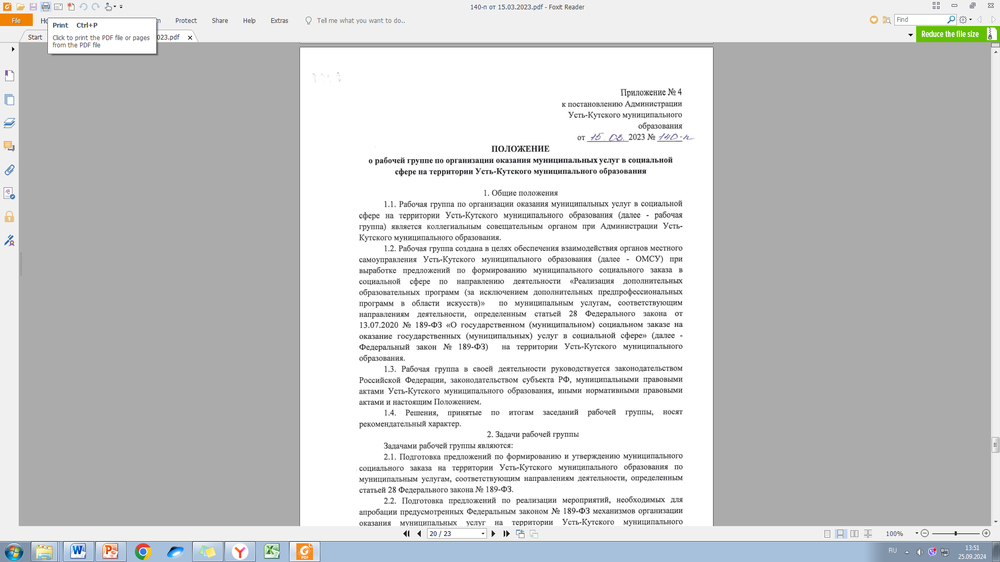 140-п от 15.03.2023.pdf - Foxit Reader
File
Protect
Share
Help
Extras
Tell me what you want to do..
Find
Print Ctrl+P
Click to print the PDF file or pages
from the PDF file
Start
023.pdf
Reduce the file size
Приложение № 4
к постановлению Администрации
Усть-Кутского муниципального
образования
от 15. 03. 2023 № 140-п
ПОЛОЖЕНИЕ
о рабочей группе по организации оказания муниципальных услуг в социальной
сфере на территории Усть-Кутского муниципального образования
1. Общие положения
1.1. Рабочая группа по организации оказания муниципальных услуг в социальной
сфере на территории Усть-Кутского муниципального образования (далее - рабочая
группа) является коллегиальным совещательным органом при Администрации Усть-
Кутского муниципального образования.
1.2. Рабочая группа создана в целях обеспечения взаимодействия органов местного
самоуправления Усть-Кутского муниципального образования (далее - ОМСУ) при
выработке предложений по формированию муниципального социального заказа в
социальной сфере по направлению деятельности «Реализация дополнительных
образовательных программ (за исключением дополнительных предпрофессиональных
программ в области искусств)» по муниципальным услугам, соответствующим
направлениям деятельности, определенным статьей 28 Федерального закона от
13.07.2020 № 189-ФЗ «О государственном (муниципальном) социальном заказе на
оказание государственных (муниципальных) услуг в социальной сфере» (далее -
Федеральный закон № 189-ФЗ) на территории Усть-Кутского муниципального
образования.
1.3. Рабочая группа в своей деятельности руководствуется законодательством
Российской Федерации, законодательством субъекта РФ, муниципальными правовыми
актами Усть-Кутского муниципального образования, иными нормативными правовыми
актами и настоящим Положением.
1.4. Решения, принятые по итогам заседаний рабочей группы, носят
рекомендательный характер.
2. Задачи рабочей группы
Задачами рабочей группы являются:
2.1. Подготовка предложений по формированию и утверждению муниципального
социального заказа на территории Усть-Кутского муниципального образования по
муниципальным услугам, соответствующим направлениям деятельности, определенным
статьей 28 Федерального закона № 189-ФЗ.
2.2. Подготовка предложений по реализации мероприятий, необходимых для
апробации предусмотренных Федеральным законом № 189-ФЗ механизмов организации
оказания муниципальных услуг на территории Усть-Кутского муниципального
20 / 23
100%
RU
13:51
25.09.2024